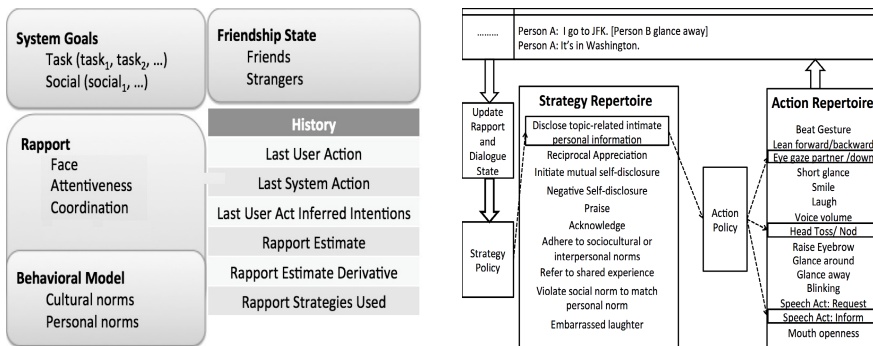 System Goals
Task (task1, task2, ...)
Social (social1, ...)
Friendship State
Friends
Strangers
Rapport
Face
Attentiveness
Coordination
Behavioral Model
Cultural norms
Personal norms
History
Last User Action
Last System Action
Last User Act Inferred Intentions
Rapport Estimate
Rapport Estimate Derivative
Rapport Strategies Used
.........
Person A: I go to JFK. [Person B glance away]
Person A: It's in Washington.
Update
Rapport
and
Dialogue
State
Strategy
Policy
Strategy Repertoire
Disclose topic-related intimate
personal information
Reciprocal Appreciation
Initiate mutual self-disclosure
Negative Self-disclosure
Praise
Acknowledge
Adhere to sociocultural or
interpersonal norms
Refer to shared experience
Violate social norm to match
personal norm
Embarrassed laughter
Action
Policy
Action Repertoire
Beat Gesture
Lean forward/backward
Eye gaze partner /down
Short glance
Smile
Laugh
Voice volume
Head Toss/ Nod
Raise Eyebrow
Glance around
Glance away
Blinking
Speech Act: Request
Speech Act: Inform
Mouth openness